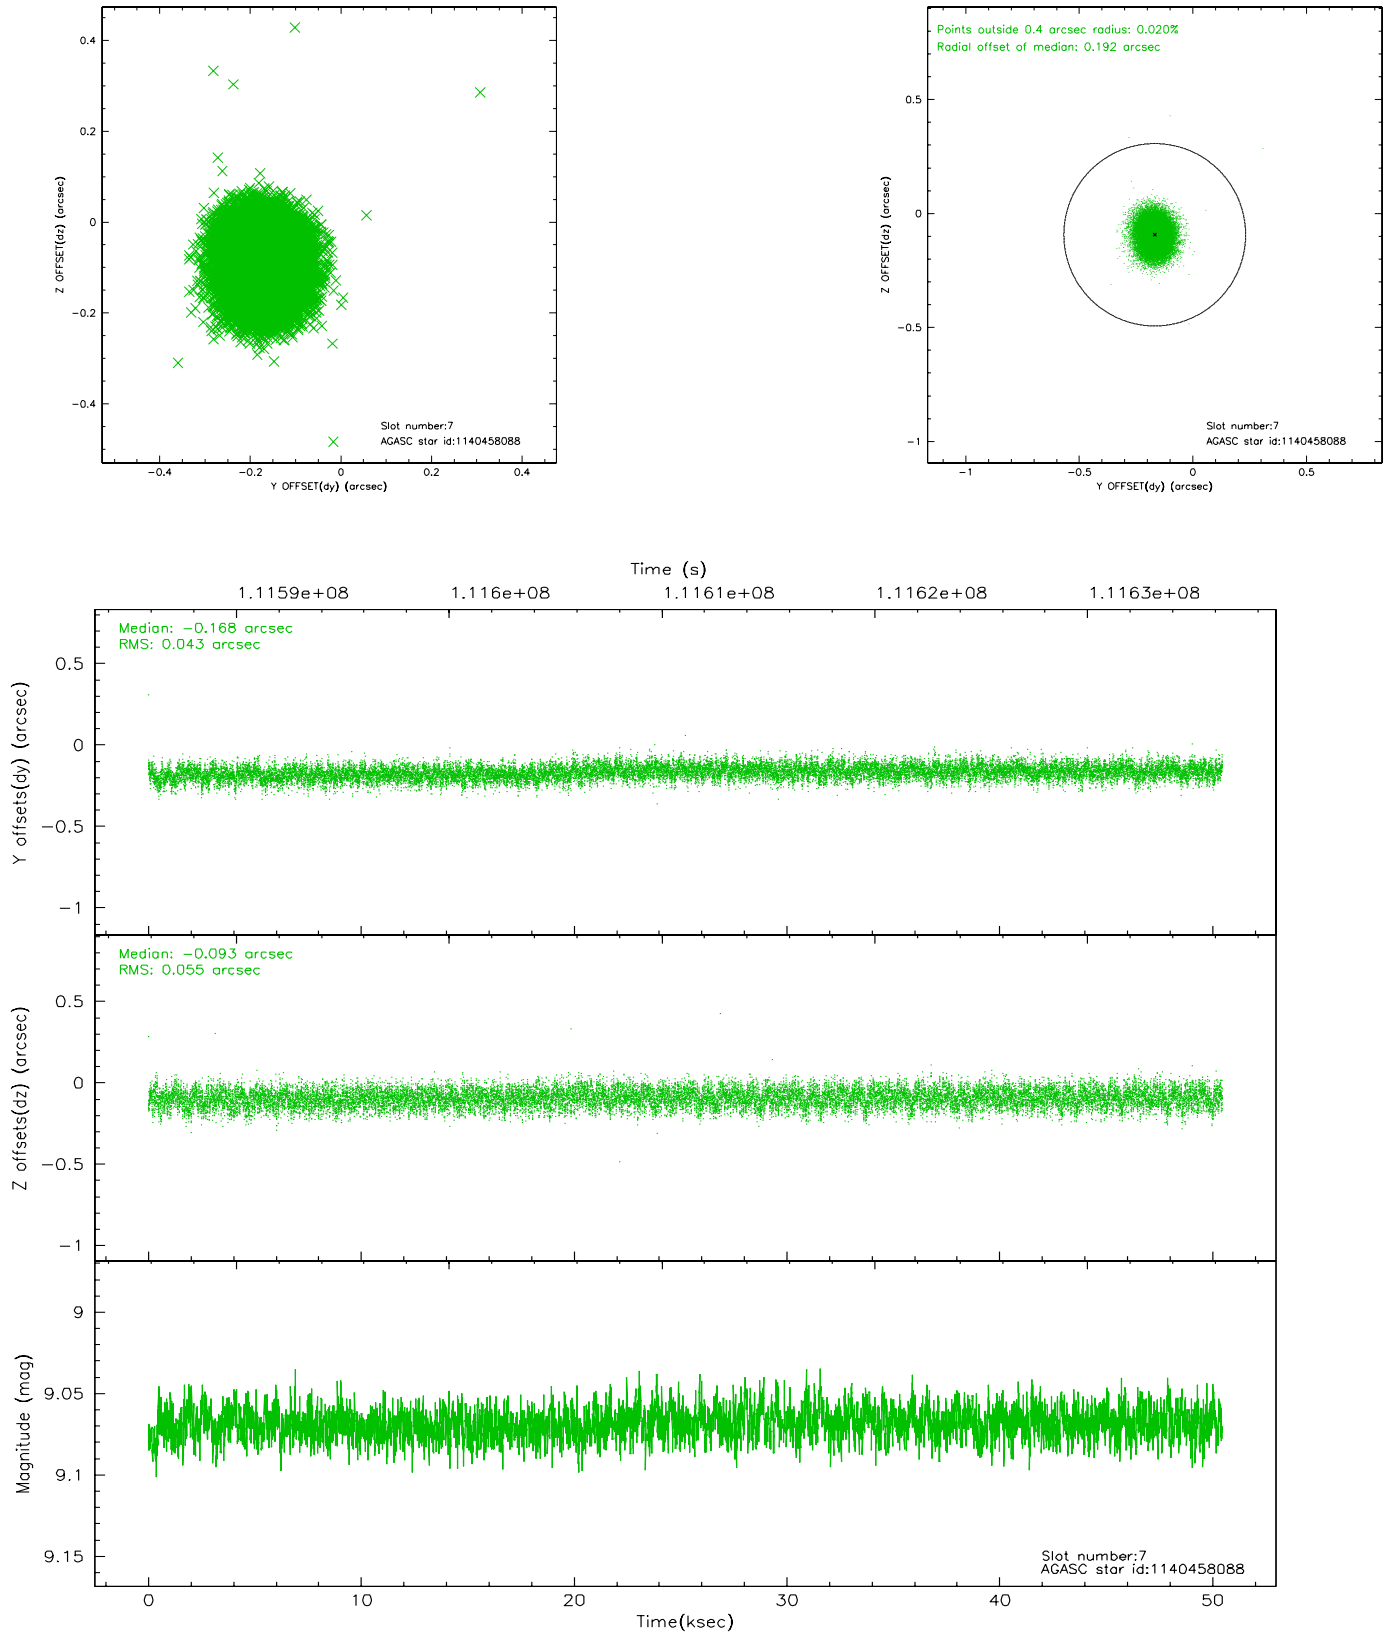 0.4
0.2
0
−0.2
−0.4
Z OFFSET(dz) (arcsec)
−0.4 −0.2 0 0.2 0.4
Y OFFSET(dy) (arcsec)
Slot number:7
AGASC star id:1140458088
Points outside 0.4 arcsec radius: 0.020%
Radial offset of median: 0.192 arcsec
0.5
0
−0.5
−1
Z OFFSET(dz) (arcsec)
−1 −0.5 0 0.5
Y OFFSET(dy) (arcsec)
Slot number:7
AGASC star id:1140458088
Time (s)
1.1159e+08 1.116e+08 1.1161e+08 1.1162e+08 1.1163e+08
Median: −0.168 arcsec
RMS: 0.043 arcsec
0.5
0
−0.5
−1
Y offsets(dy) (arcsec)
Median: −0.093 arcsec
RMS: 0.055 arcsec
0.5
0
−0.5
−1
Z offsets(dz) (arcsec)
9
9.05
9.1
9.15
Magnitude (mag)
Slot number:7
AGASC star id:1140458088
0 10 20 30 40 50
Time(ksec)